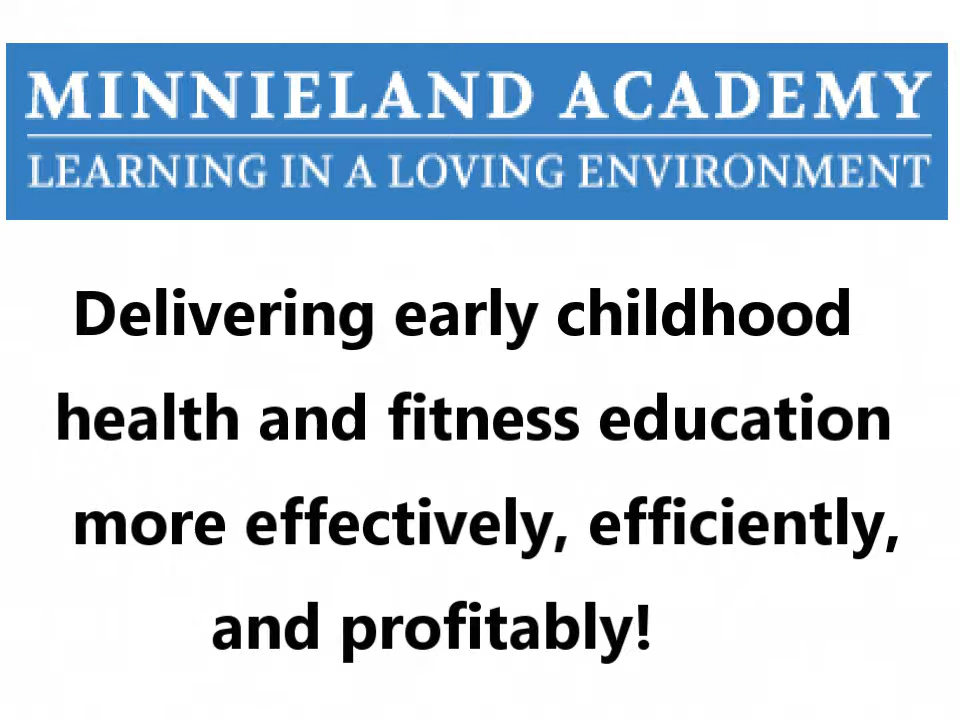 MINNIELAND ACADEMY
LEARNING IN A LOVING ENVIRONMENT
Delivering early childhood
health and fitness education
more effectively, efficiently,
and profitably!